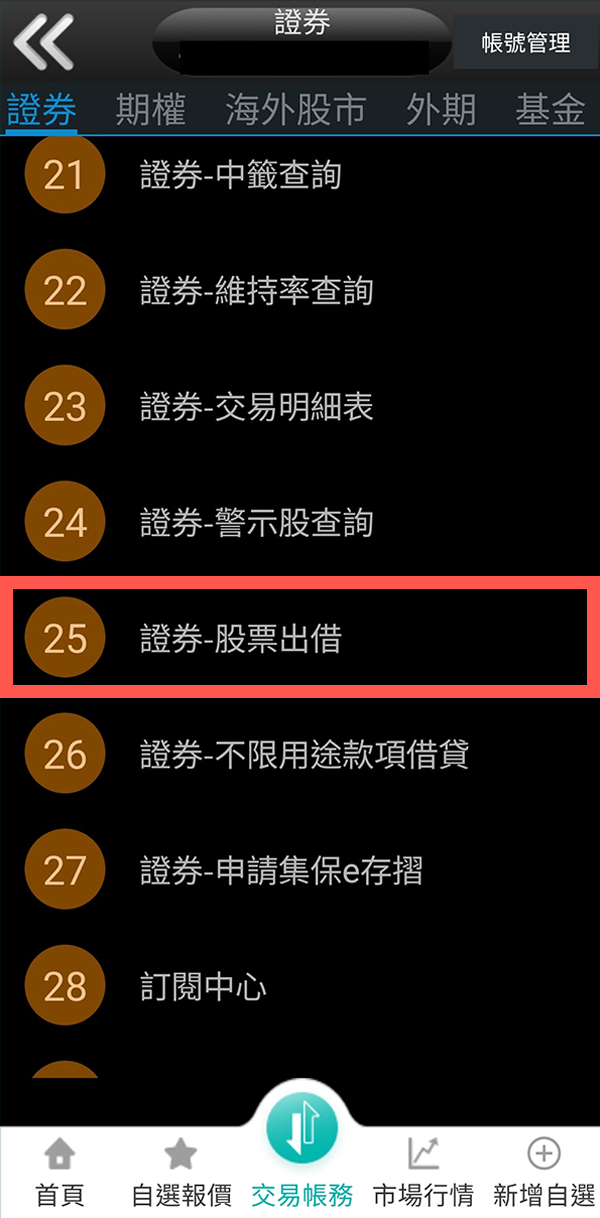 證券
帳號管理
證券 期權 海外股市 外期 基金
21 證券-中籤查詢
22 證券-維持率查詢
23 證券-交易明細表
24 證券-警示股查詢
25 證券-股票出借
26 證券-不限用途款項借貸
27 證券-申請集保e存摺
28 訂閱中心
首頁 自選報價 交易帳務 市場行情 新增自選